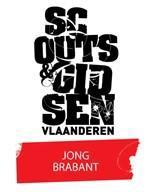 SC
OUTS
&GID
SEN
VLAANDEREN
JONG
BRABANT